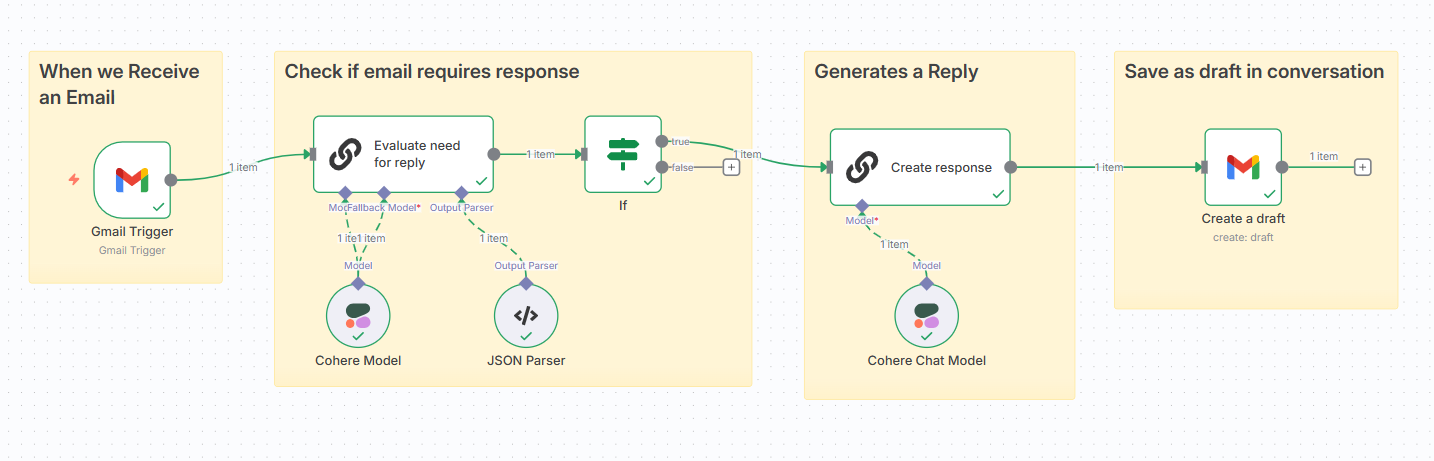 When we Receive
an Email
Check if email requires response
Generates a Reply
Save as draft in conversation
Evaluate need
for reply
Create response
1 item
1 item
true
false
1 item
1 item
1 item
Gmail Trigger
Gmail Trigger
Fallback Model*
Output Parser
If
Model*
Create a draft
create: draft
1 item
1 item
1 item
Model
Output Parser
Model
Cohere Model
JSON Parser
Cohere Chat Model